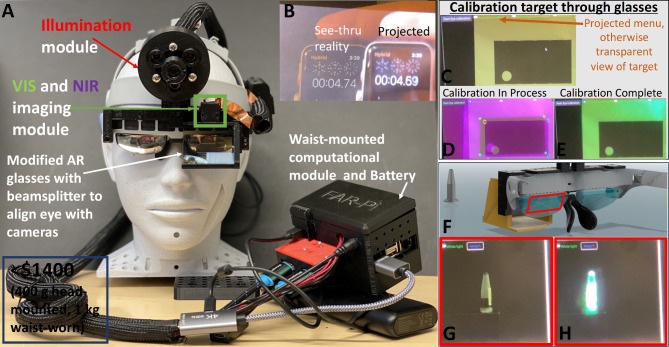 A
Illumination
module
VIS and NIR
imaging
module
Modified AR
glasses with
beamsplitter to
align eye with
cameras
~$1400
(400 g head
mounted, 1 kg
waist-worn)
B
See-thru
reality
Projected
Hybrid
00:04.74
Hybrid
00:04.69
Waist-mounted
computational
module and Battery
FAR-Pi
4K
Calibration target through glasses
Projected menu,
otherwise
transparent
view of
target
C
Calibration In Process
Calibration Complete
D
E
F
G
H